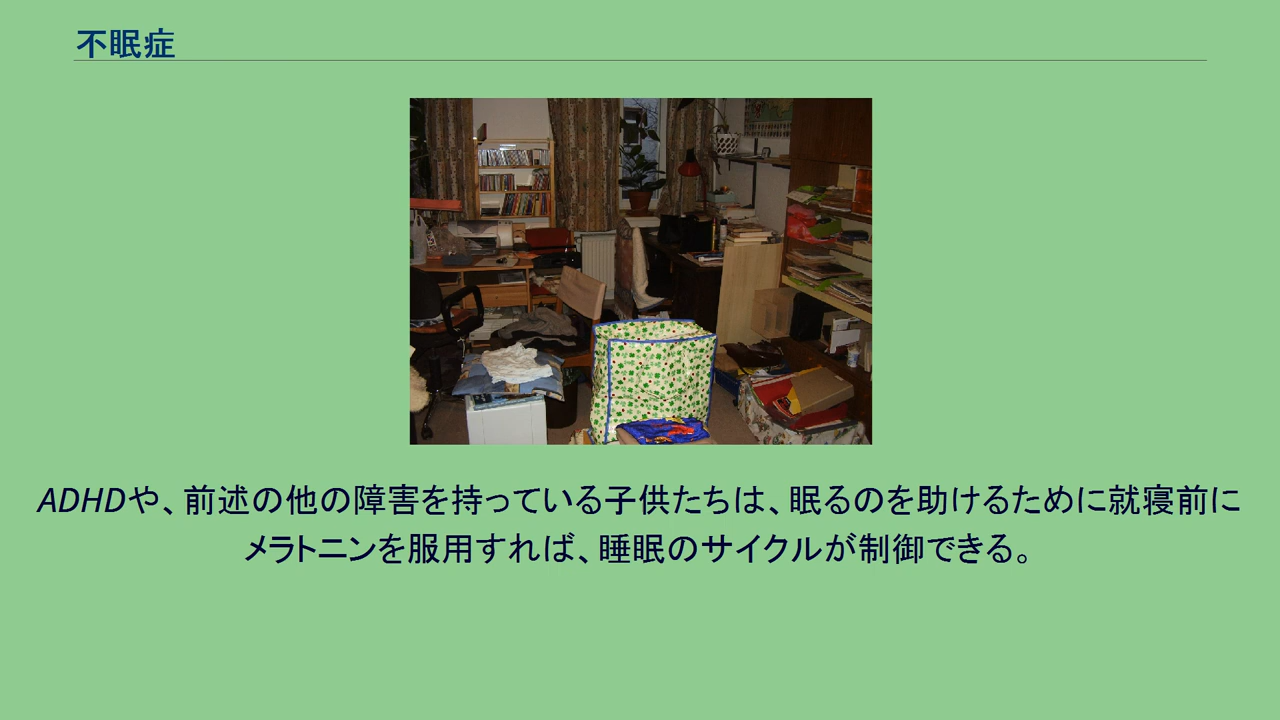 不眠症
ADHDや、前述の他の障害を持っている子供たちは、眠るのを助けるために就寝前に
メラトニンを服用すれば、睡眠のサイクルが制御できる。